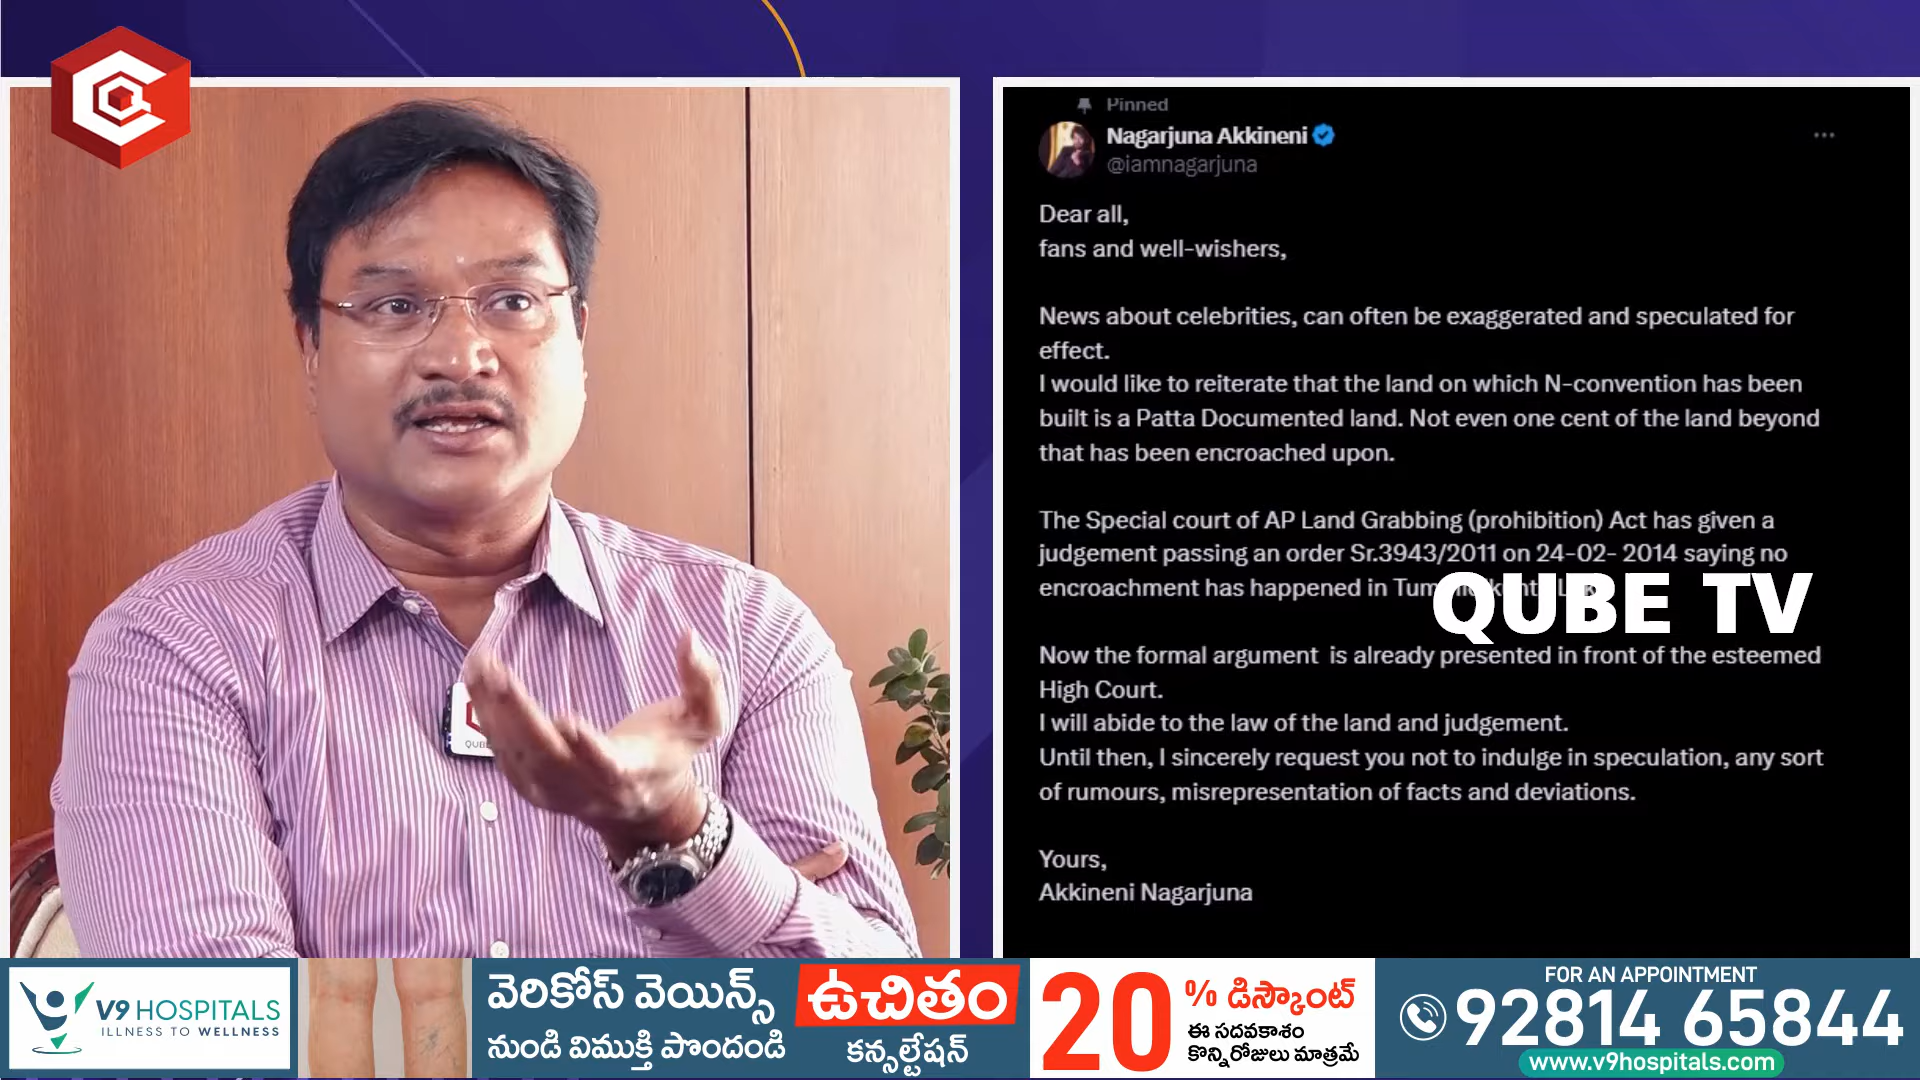 Pinned
Nagarjuna Akkineni
@iamnagarjuna
Dear all,
fans and well-wishers,
News about celebrities, can often be exaggerated and speculated for
effect.
I would like to reiterate that the land on which N-convention has been
built is a Patta Documented land. Not even one cent of the land beyond
that has been encroached upon.
The Special court of AP Land Grabbing (prohibition) Act has given a
judgement passing an order Sr.3943/2011 on 24-02- 2014 saying no
encroachment has happened in
QUBE TV
Now the formal argument is already presented in front of the esteemed
High Court.
I will abide to the law of the land and judgement.
Until then, I sincerely request you not to indulge in speculation, any sort
of rumours, misrepresentation of facts and deviations.
Yours,
Akkineni Nagarjuna
QUBE
V9 HOSPITALS
ILLNESS TO WELLNESS
వెరికోస్ వెయిన్స్
నుండి విముక్తి పొందండి
ఉచితం
కన్సల్టేషన్
20% డిస్కౌంట్
ఈ సదవకాశం
కొన్నిరోజులు మాత్రమే
FOR AN APPOINTMENT
92814 65844
www.v9hospitals.com